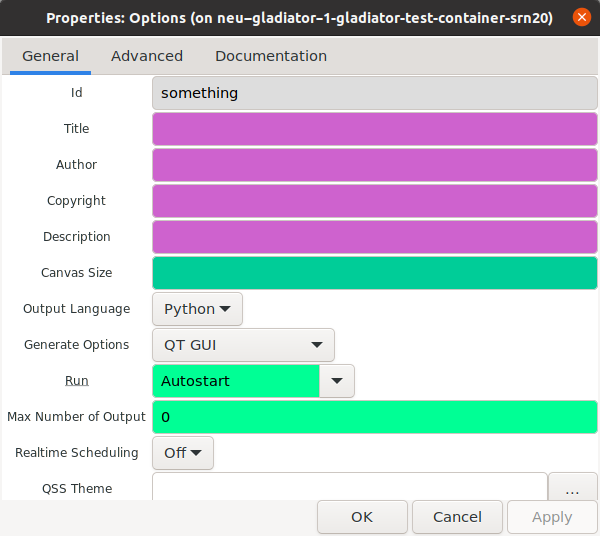 Properties: Options (on neu–gladiator–1-gladiator-test-container-srn20)
General Advanced Documentation
Id something
Title
Author
Copyright
Description
Canvas Size
Output Language Python
Generate Options QT GUI
Run Autostart
Max Number of Output 0
Realtime Scheduling Off
QSS Theme ...
OK Cancel Apply